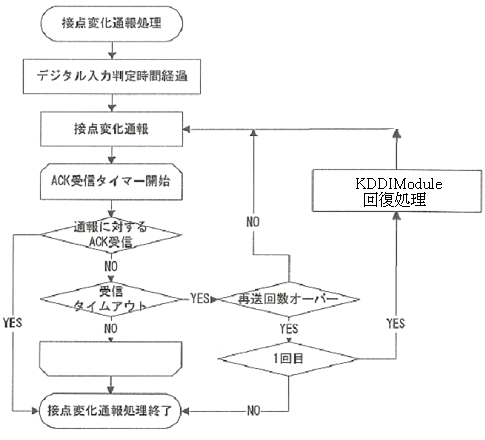 接点変化通報処理
デジタル入力判定時間経過
接点変化通報
ACK受信タイマー開始
KDDIModule
回復処理
通報に対する
ACK受信
NO
NO
受信
タイムアウト
YES
再送回数オーバー
YES
NO
YES
YES
1回目
接点変化通報処理終了
NO